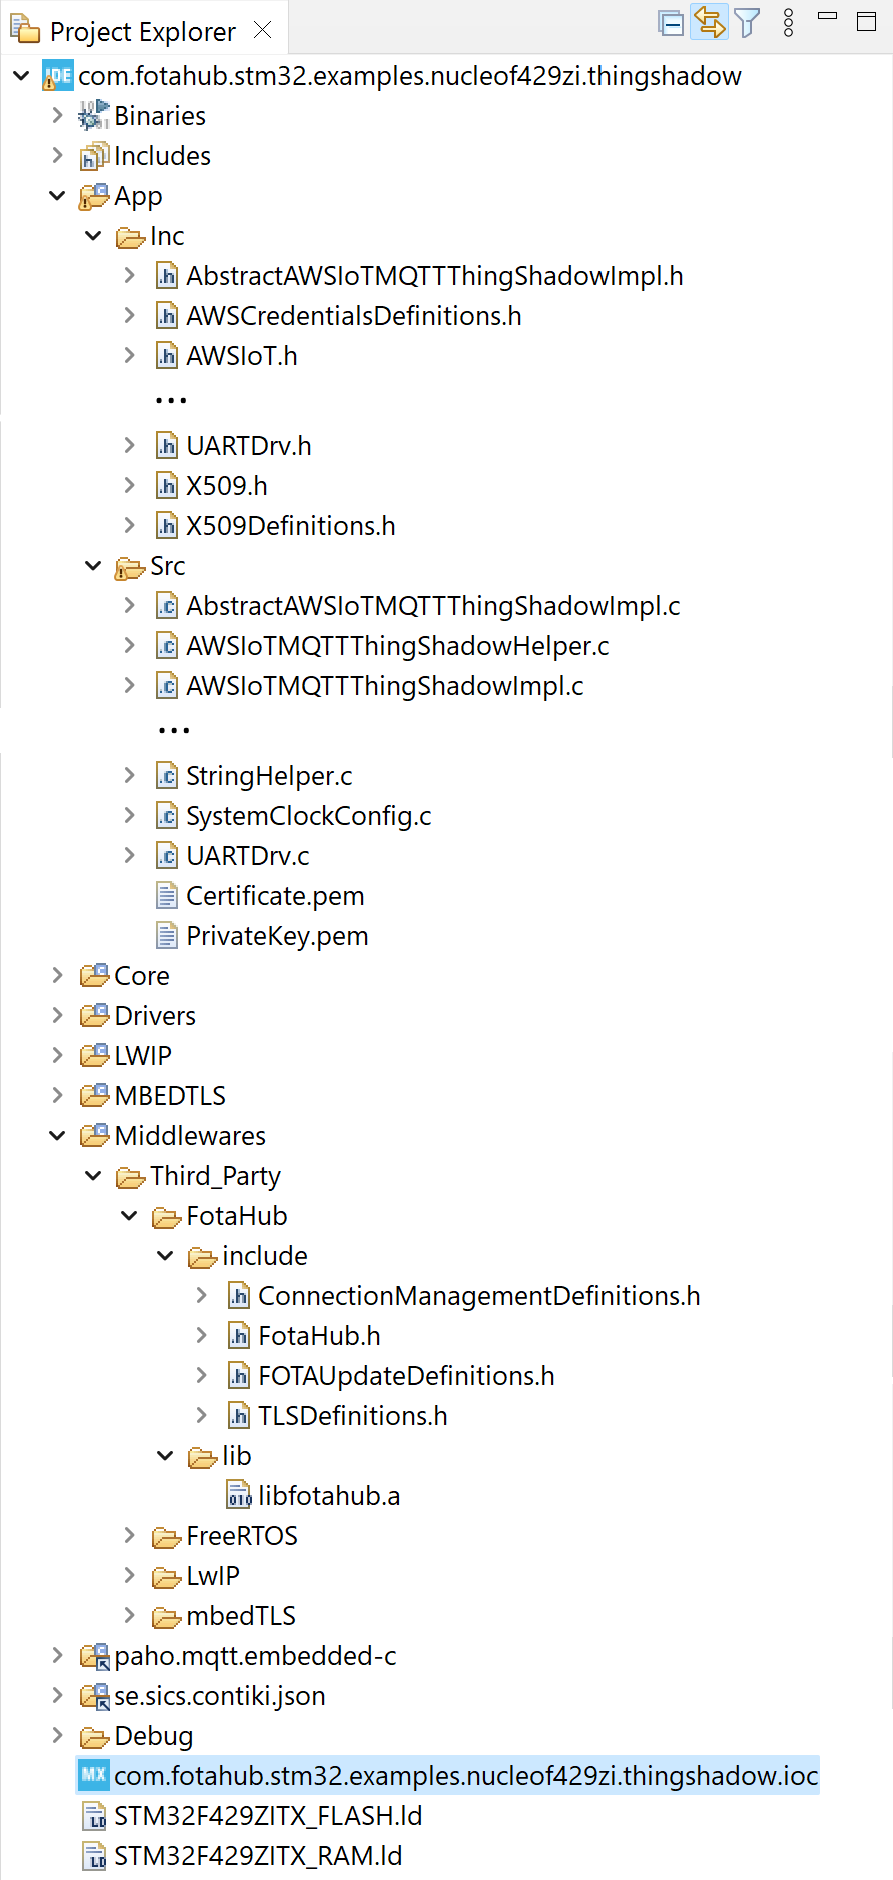 Project Explorer
com.fotahub.stm32.examples.nucleof429zi.thingshadow
Binaries
Includes
App
Inc
AbstractAWSIoTMQTTThingShadowImpl.h
AWSCredentialsDefinitions.h
AWSIoT.h
...
UARTDrv.h
X509.h
X509Definitions.h
Src
AbstractAWSIoTMQTTThingShadowImpl.c
AWSIoTMQTTThingShadowHelper.c
AWSIoTMQTTThingShadowImpl.c
...
StringHelper.c
SystemClockConfig.c
UARTDrv.c
Certificate.pem
PrivateKey.pem
Core
Drivers
LWIP
MBEDTLS
Middlewares
Third_Party
FotaHub
include
ConnectionManagementDefinitions.h
FotaHub.h
FOTAUpdateDefinitions.h
TLSDefinitions.h
lib
libfotahub.a
FreeRTOS
LwIP
mbedTLS
paho.mqtt.embedded-c
se.sics.contiki.json
Debug
MX com.fotahub.stm32.examples.nucleof429zi.thingshadow.ioc
STM32F429ZITX_FLASH.ld
STM32F429ZITX_RAM.ld